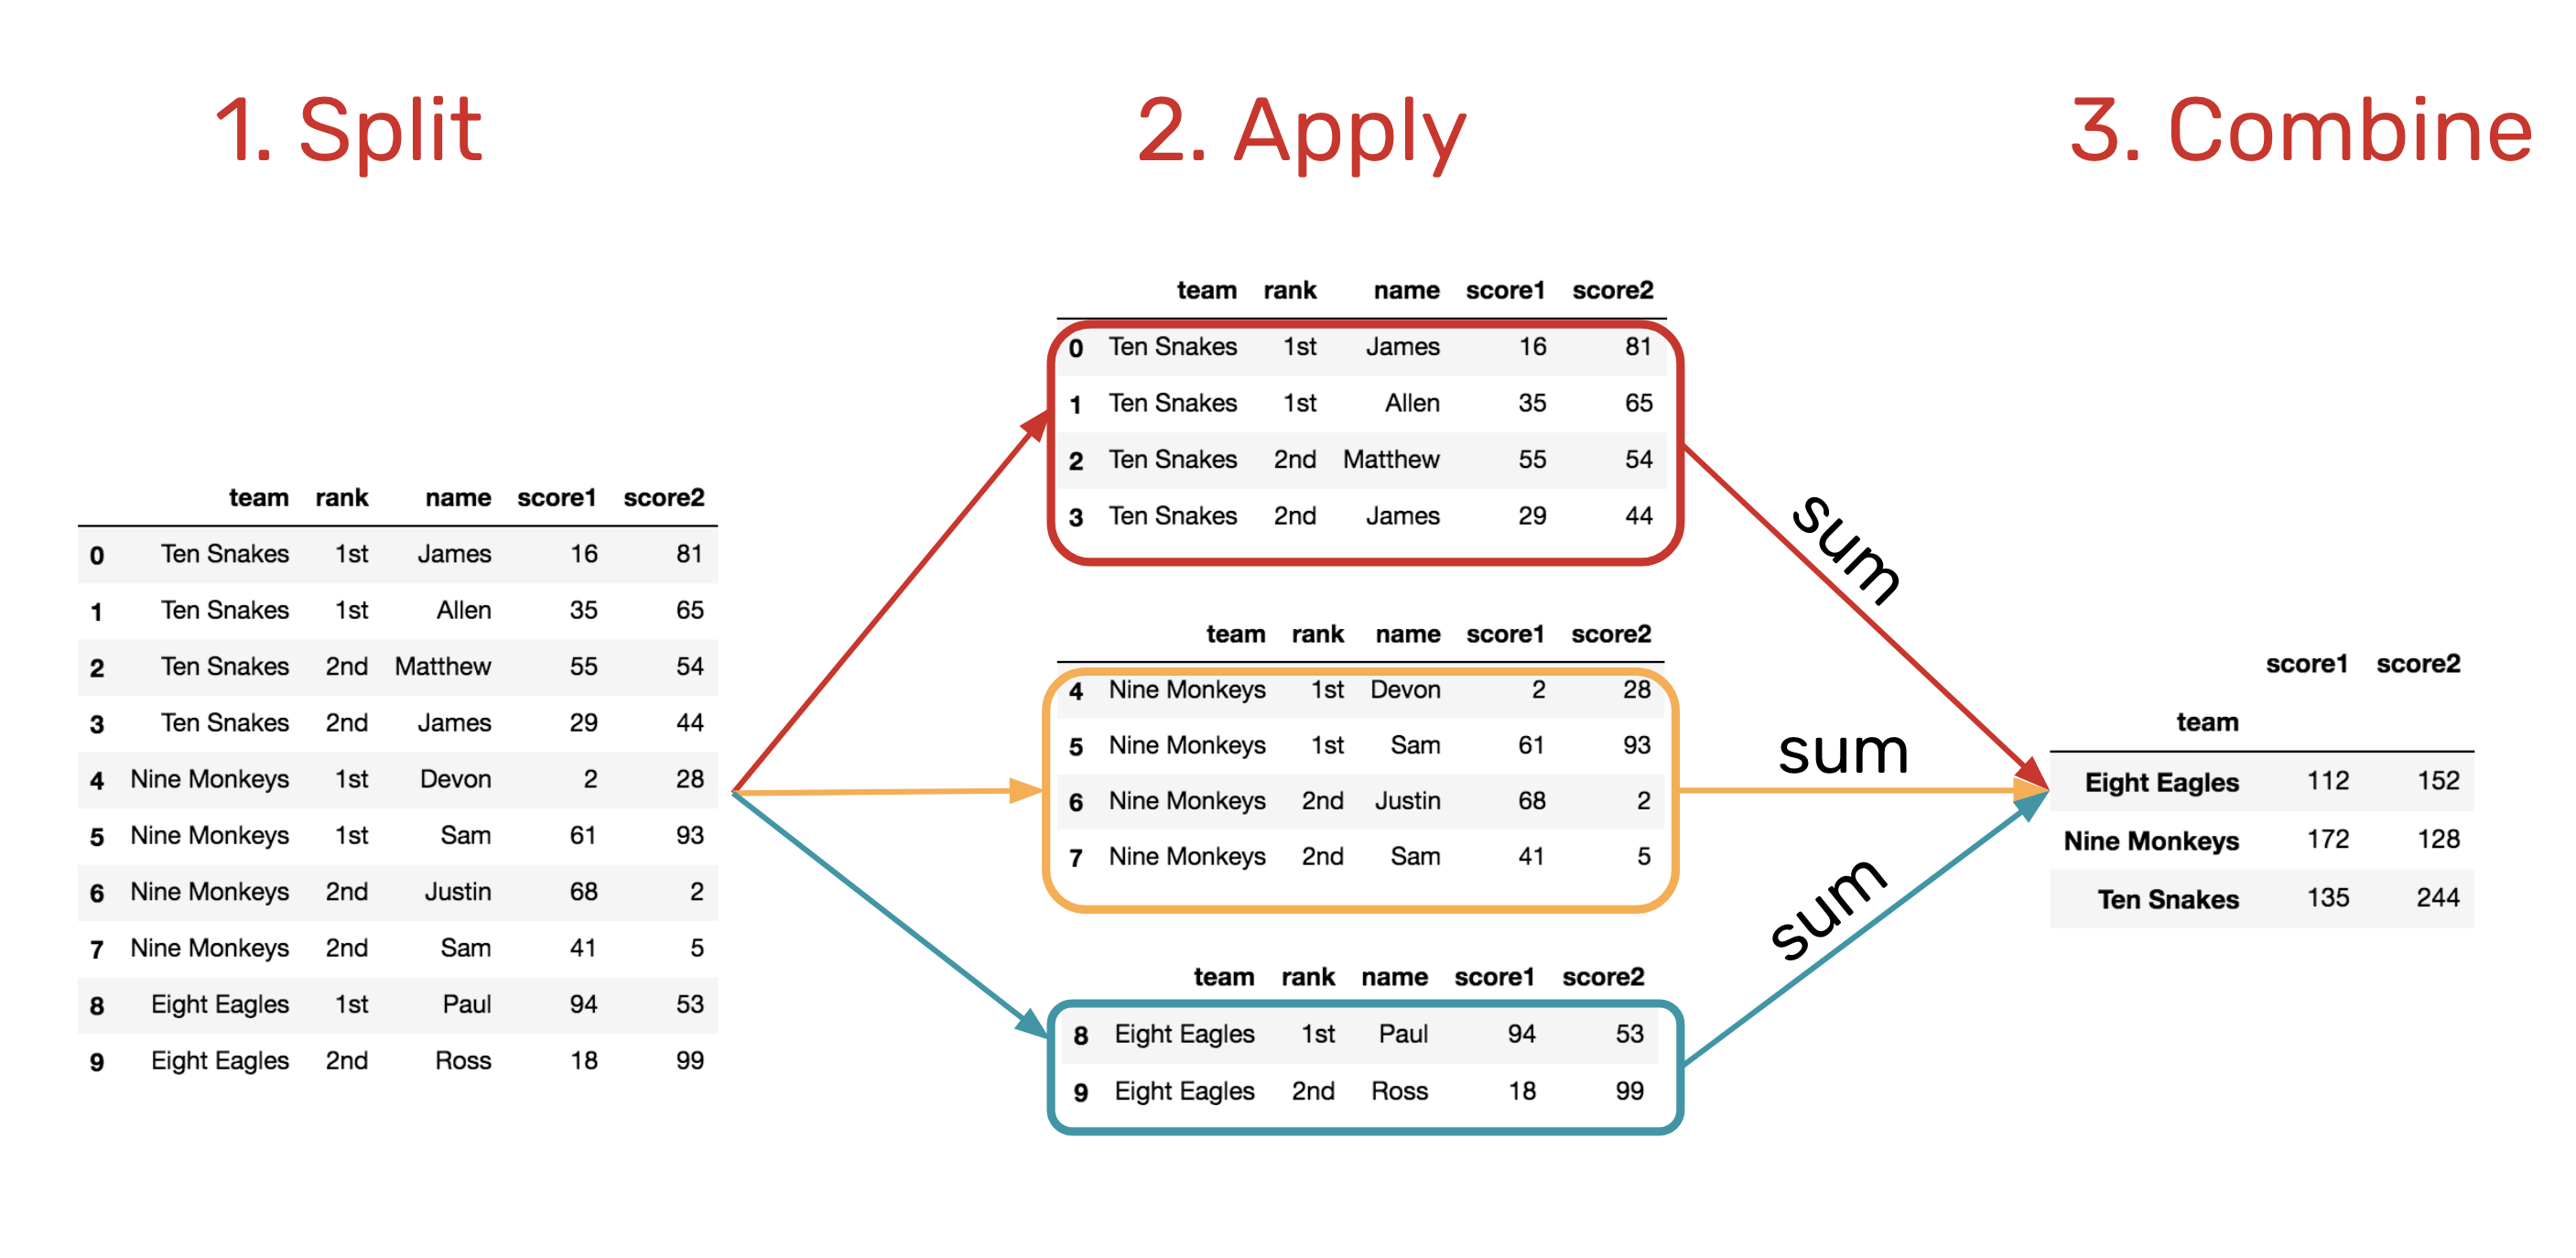 1. Split
2. Apply
3. Combine
team rank name score1 score2
0 Ten Snakes 1st James 16 81
1 Ten Snakes 1st Allen 35 65
2 Ten Snakes 2nd Matthew 55 54
3 Ten Snakes 2nd James 29 44
4 Nine Monkeys 1st Devon 2 28
5 Nine Monkeys 1st Sam 61 93
6 Nine Monkeys 2nd Justin 68 2
7 Nine Monkeys 2nd Sam 41 5
8 Eight Eagles 1st Paul 94 53
9 Eight Eagles 2nd Ross 18 99
team rank name score1 score2
0 Ten Snakes 1st James 16 81
1 Ten Snakes 1st Allen 35 65
2 Ten Snakes 2nd Matthew 55 54
3 Ten Snakes 2nd James 29 44
team rank name score1 score2
4 Nine Monkeys 1st Devon 2 28
5 Nine Monkeys 1st Sam 61 93
6 Nine Monkeys 2nd Justin 68 2
7 Nine Monkeys 2nd Sam 41 5
team rank name score1 score2
8 Eight Eagles 1st Paul 94 53
9 Eight Eagles 2nd Ross 18 99
sum
sum
sum
score1 score2
team
Eight Eagles 112 152
Nine Monkeys 172 128
Ten Snakes 135 244